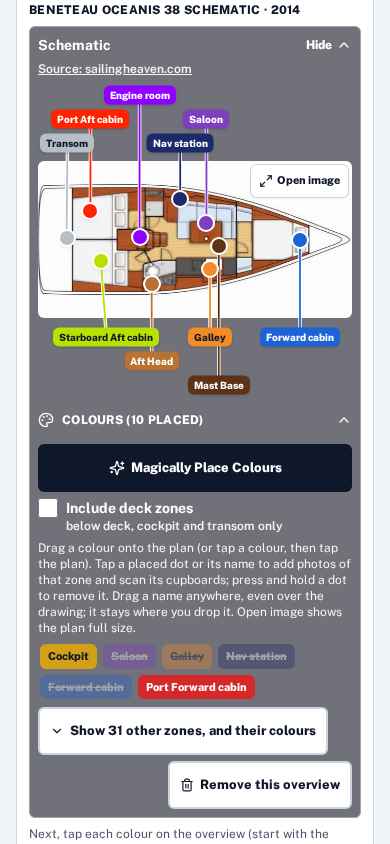 BENETEAU OCEANIS 38 SCHEMATIC · 2014
Schematic
Hide
Source: sailingheaven.com
Engine room
Port Aft cabin
Saloon
Transom
Nav station
Open image
Starboard Aft cabin
Galley
Forward cabin
Aft Head
Mast Base
COLOURS (10 PLACED)
Magically Place Colours
Include deck zones
below deck, cockpit and transom only
Drag a colour onto the plan (or tap a colour, then tap
the plan). Tap a placed dot or its name to add photos of
that zone and scan its cupboards; press and hold a dot
to remove it. Drag a name anywhere, even over the
drawing; it stays where you drop it. Open image shows
the plan full size.
Cockpit
Saloon
Galley
Nav station
Forward cabin
Port Forward cabin
Show 31 other zones, and their colours
Remove this overview
Next, tap each colour on the overview (start with the